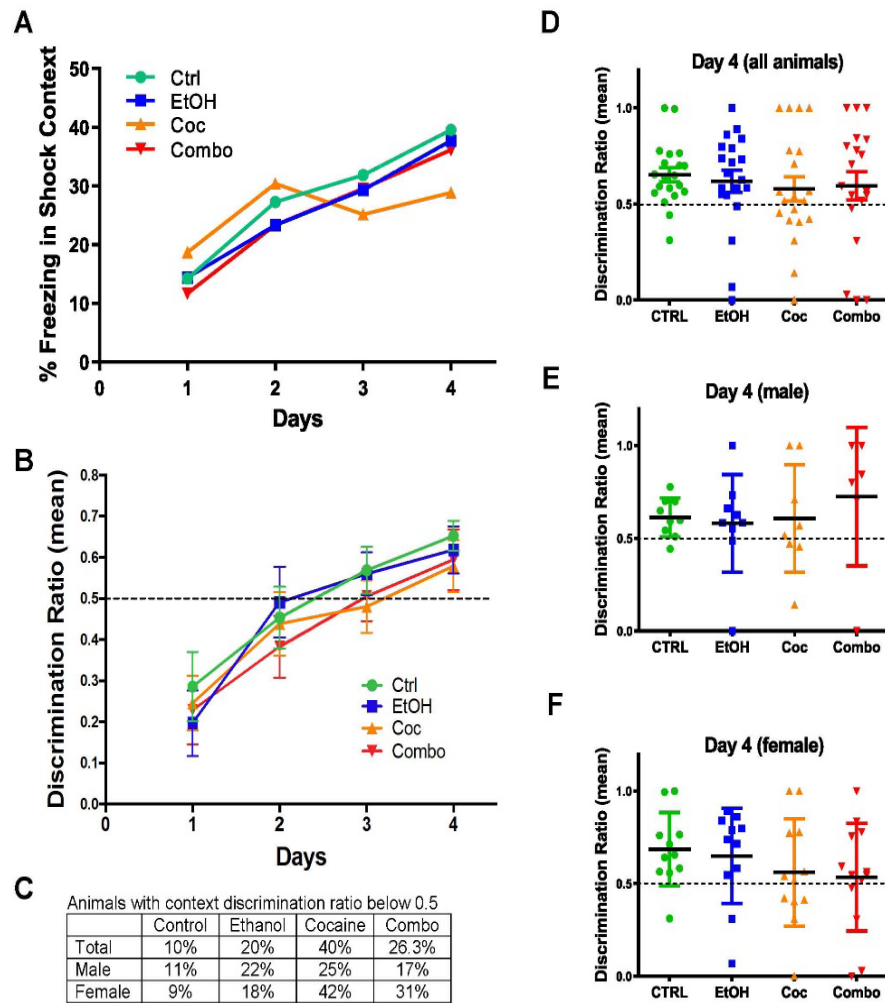 A
% Freezing in Shock Context
50
40
30
20
10
0
Ctrl
EtOH
Coc
Combo
0 1 2 3 4
Days
B
Discrimination Ratio (mean)
0.8
0.7
0.6
0.5
0.4
0.3
0.2
0.1
0.0
Ctrl
EtOH
Coc
Combo
0 1 2 3 4
Days
C
Animals with context discrimination ratio below 0.5
Control Ethanol Cocaine Combo
Total 10% 20% 40% 26.3%
Male 11% 22% 25% 17%
Female 9% 18% 42% 31%
D
Day 4 (all animals)
Discrimination Ratio (mean)
1.0
0.5
0.0
CTRL EtOH Coc Combo
E
Day 4 (male)
Discrimination Ratio (mean)
1.0
0.5
0.0
CTRL EtOH Coc Combo
F
Day 4 (female)
Discrimination Ratio (mean)
1.0
0.5
0.0
CTRL EtOH Coc Combo